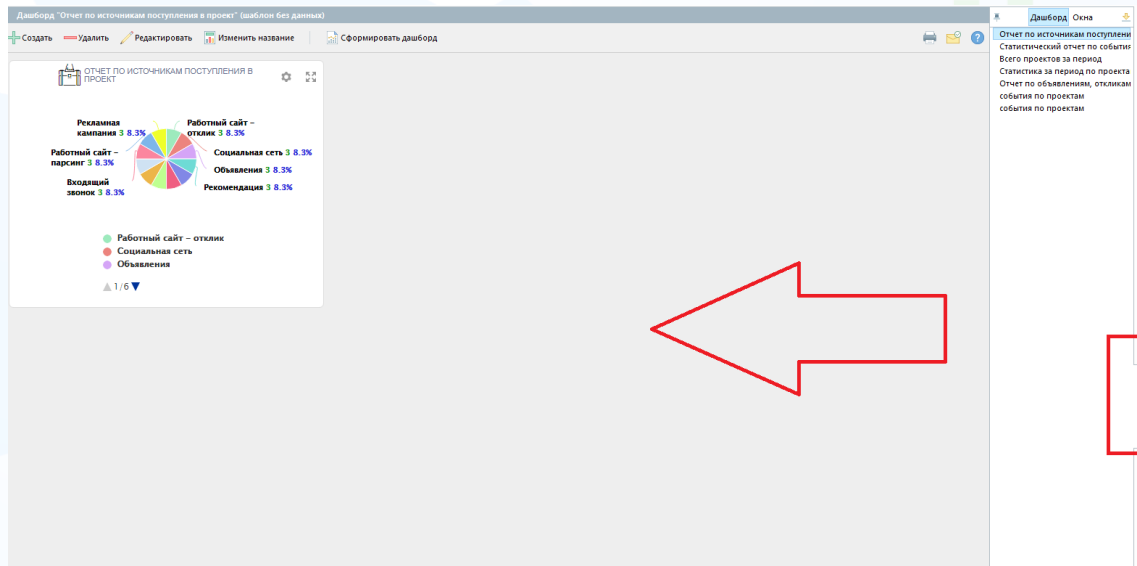 Дашборд "Отчет по источникам поступления в проект" (шаблон без данных)
Создать Удалить Редактировать Изменить название Сформировать дашборд
ОТЧЕТ ПО ИСТОЧНИКАМ ПОСТУПЛЕНИЯ В
ПРОЕКТ
Рекламная
кампания 3 8.3%
Работный сайт –
отклик 3 8.3%
Работный сайт –
парсинг 3 8.3%
Социальная сеть 3 8.3%
Объявления 3 8.3%
Входящий
звонок 3 8.3%
Рекомендация 3 8.3%
Работный сайт – отклик
Социальная сеть
Объявления
1/6
Дашборд Окна
Отчет по источникам поступлени
Статистический отчет по события
Всего проектов за период
Статистика за период по проекта
Отчет по объявлениям, откликам
события по проектам
события по проектам